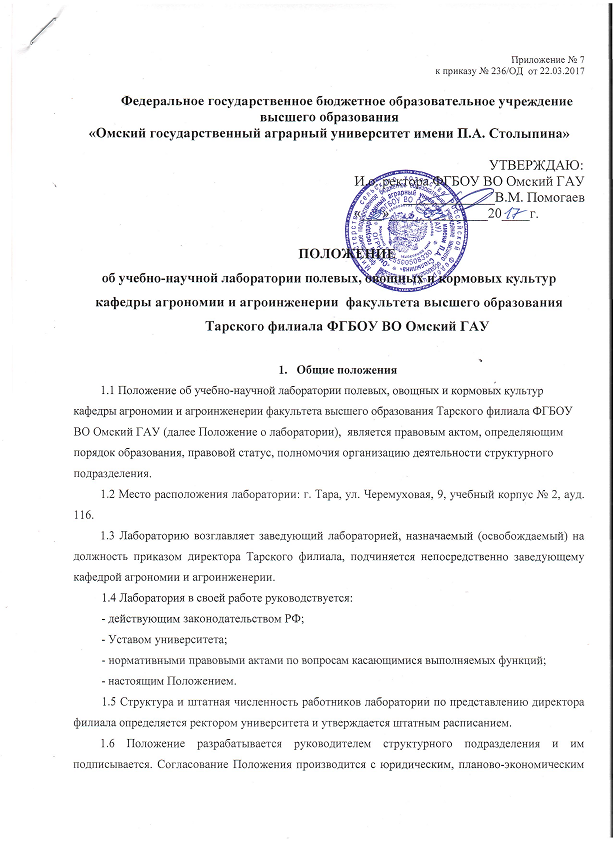 Приложение № 7
к приказу № 236/ОД от 22.03.2017
Федеральное государственное бюджетное образовательное учреждение
высшего образования
«Омский государственный аграрный университет имени П.А. Столыпина»
УТВЕРЖДАЮ:
И.о. ректора ФГБОУ ВО Омский ГАУ
В.М. Помогаев
2017 г.
ПОЛОЖЕНИЕ
об учебно-научной лаборатории полевых, овощных и кормовых культур
кафедры агрономии и агроинженерии факультета высшего образования
Тарского филиала ФГБОУ ВО Омский ГАУ
1. Общие положения
1.1 Положение об учебно-научной лаборатории полевых, овощных и кормовых культур
кафедры агрономии и агроинженерии факультета высшего образования Тарского филиала ФГБОУ
ВО Омский ГАУ (далее Положение о лаборатории), является правовым актом, определяющим
порядок образования, правовой статус, полномочия организацию деятельности структурного
подразделения.
1.2 Место расположения лаборатории: г. Тара, ул. Черемуховая, 9, учебный корпус № 2, ауд.
116.
1.3 Лабораторию возглавляет заведующий лабораторией, назначаемый (освобождаемый) на
должность приказом директора Тарского филиала, подчиняется непосредственно заведующему
кафедрой агрономии и агроинженерии.
1.4 Лаборатория в своей работе руководствуется:
- действующим законодательством РФ;
- Уставом университета;
- нормативными правовыми актами по вопросам касающимися выполняемых функций;
- настоящим Положением.
1.5 Структура и штатная численность работников лаборатории по представлению директора
филиала определяется ректором университета и утверждается штатным расписанием.
1.6 Положение разрабатывается руководителем структурного подразделения и им
подписывается. Согласование Положения производится с юридическим, планово-экономическим